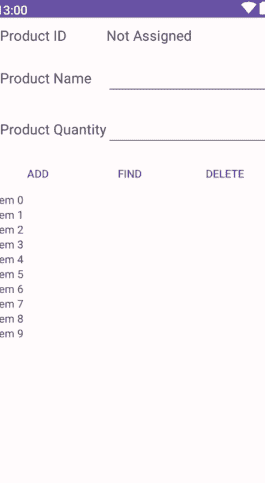 13:00
Product ID Not Assigned
Product Name
Product Quantity
ADD FIND DELETE
em 0
em 1
em 2
em 3
em 4
em 5
em 6
em 7
em 8
em 9